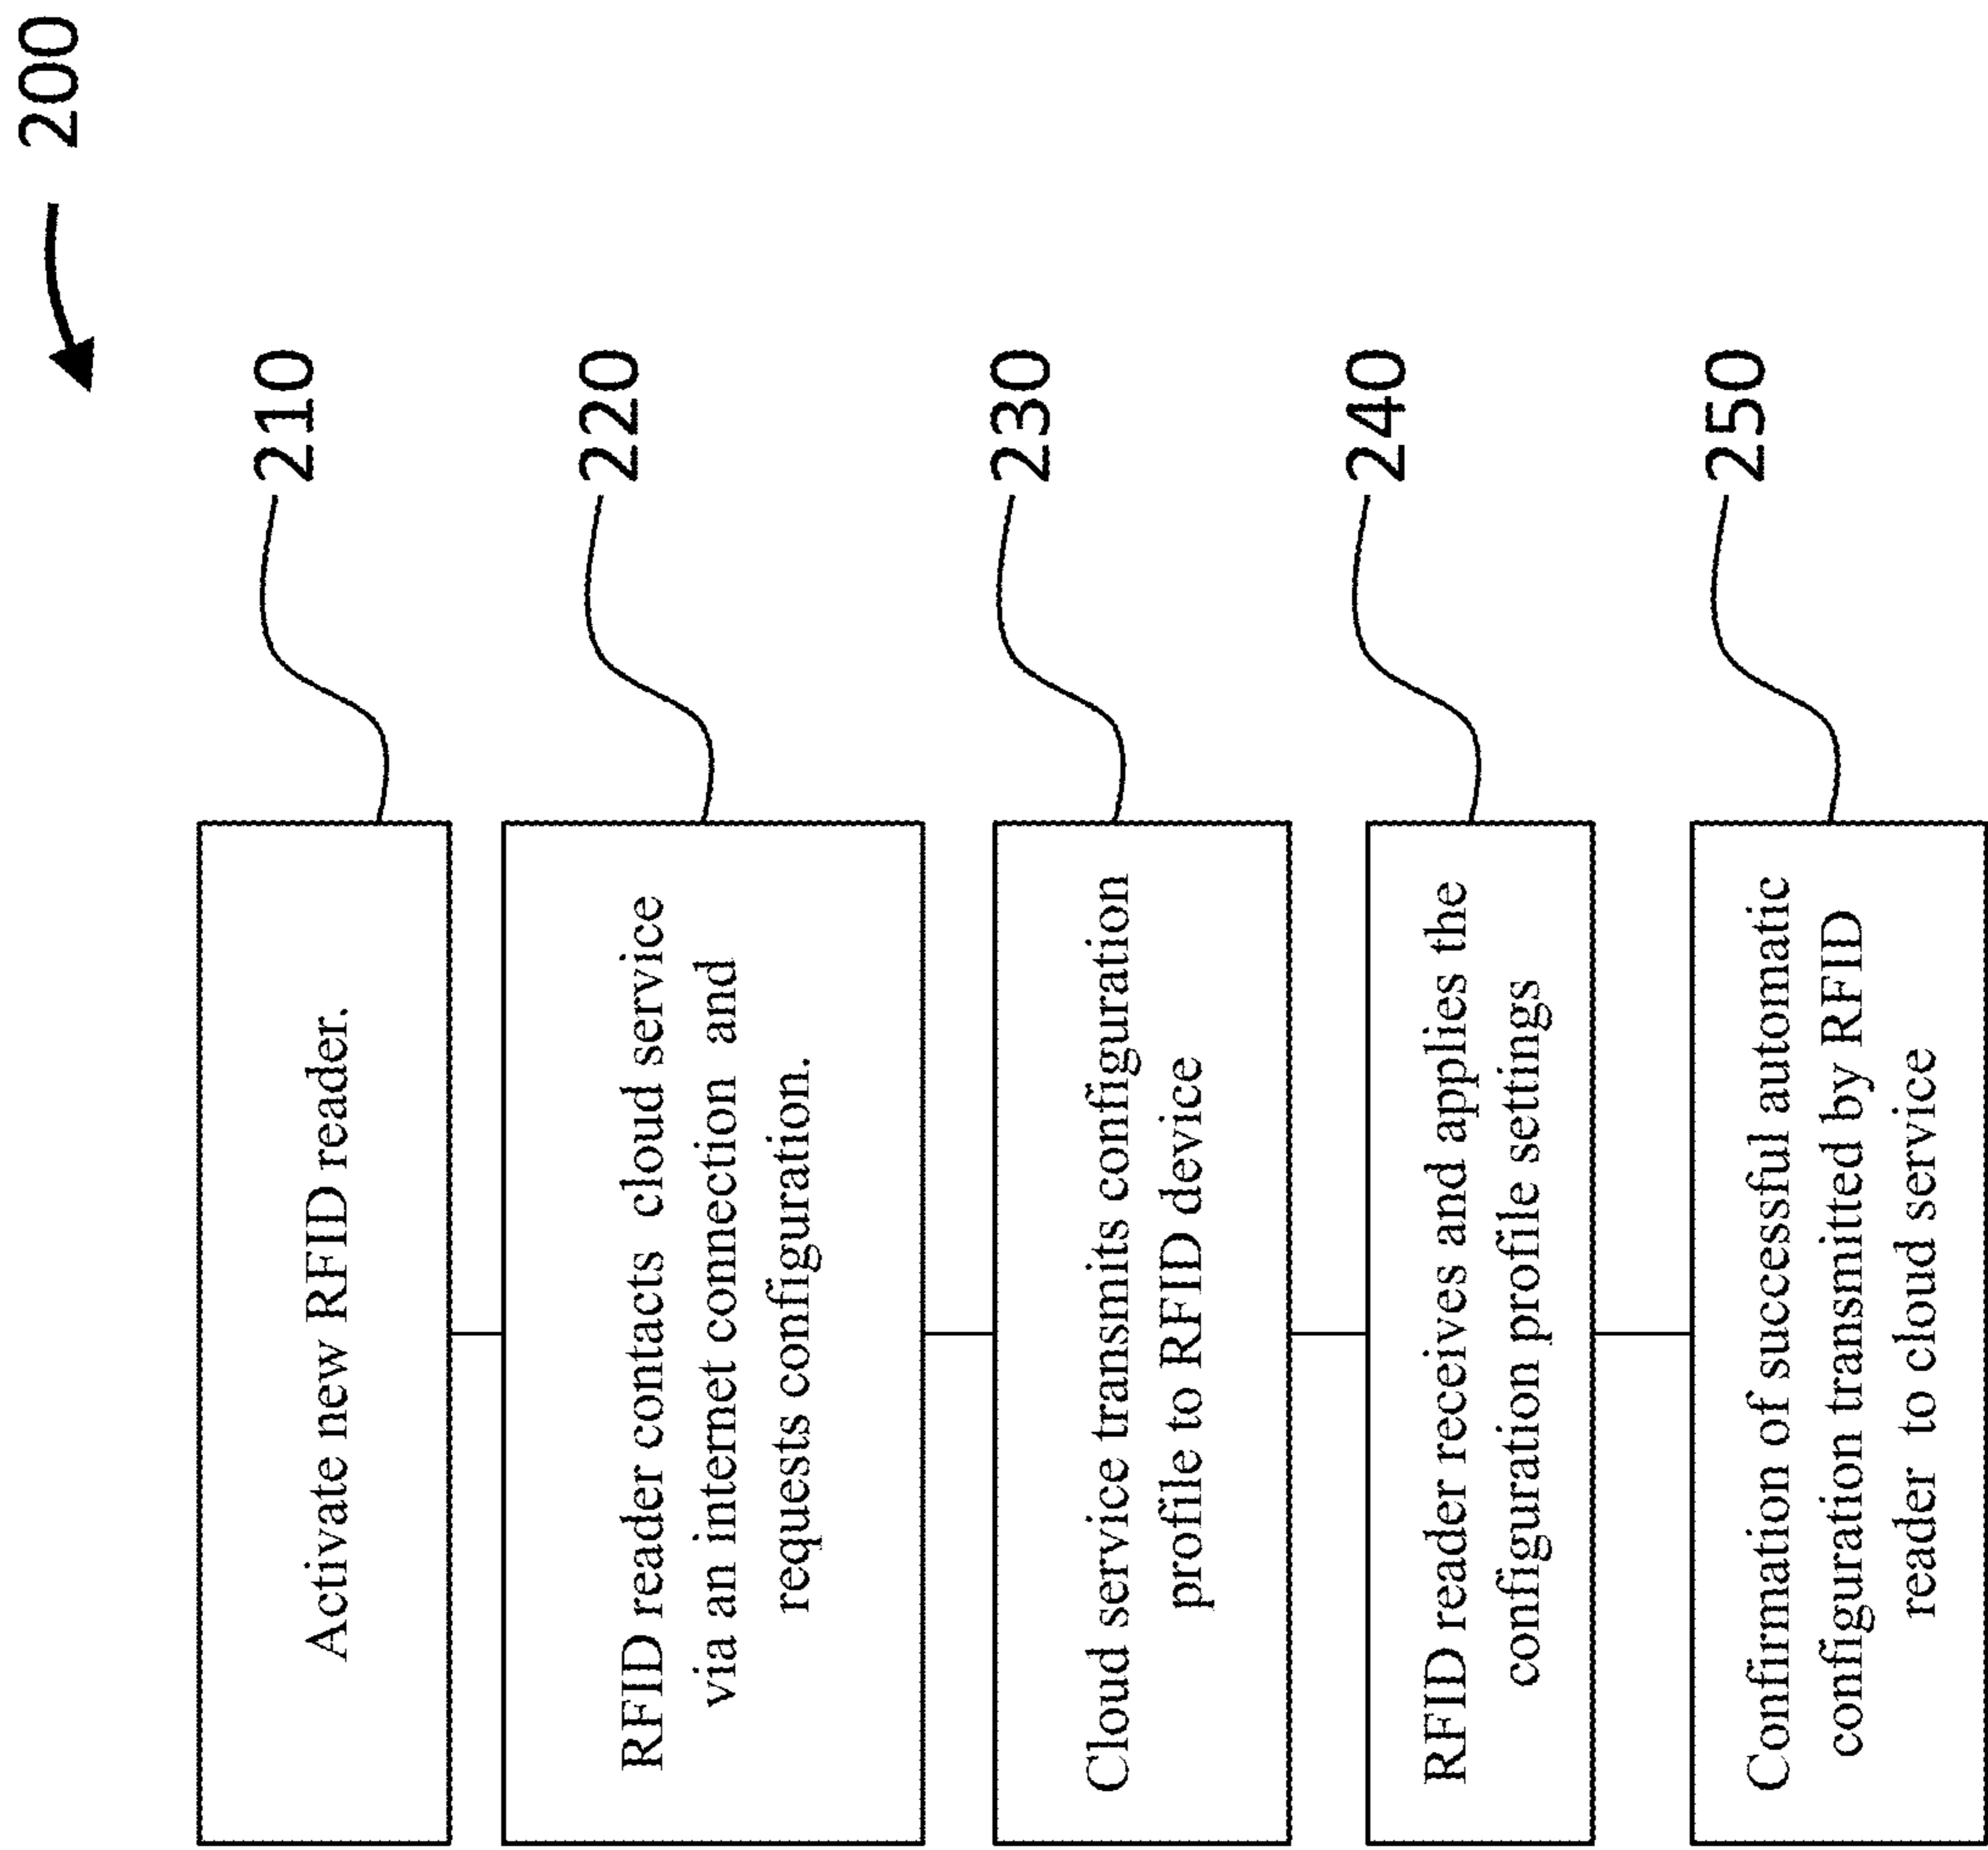 200
210
Activate new RFID reader.
220
RFID reader contacts cloud service
via an internet connection and
requests configuration.
230
Cloud service transmits configuration
profile to RFID device
240
RFID reader receives and applies the
configuration profile settings
250
Confirmation of successful automatic
configuration transmitted by RFID
reader to cloud service